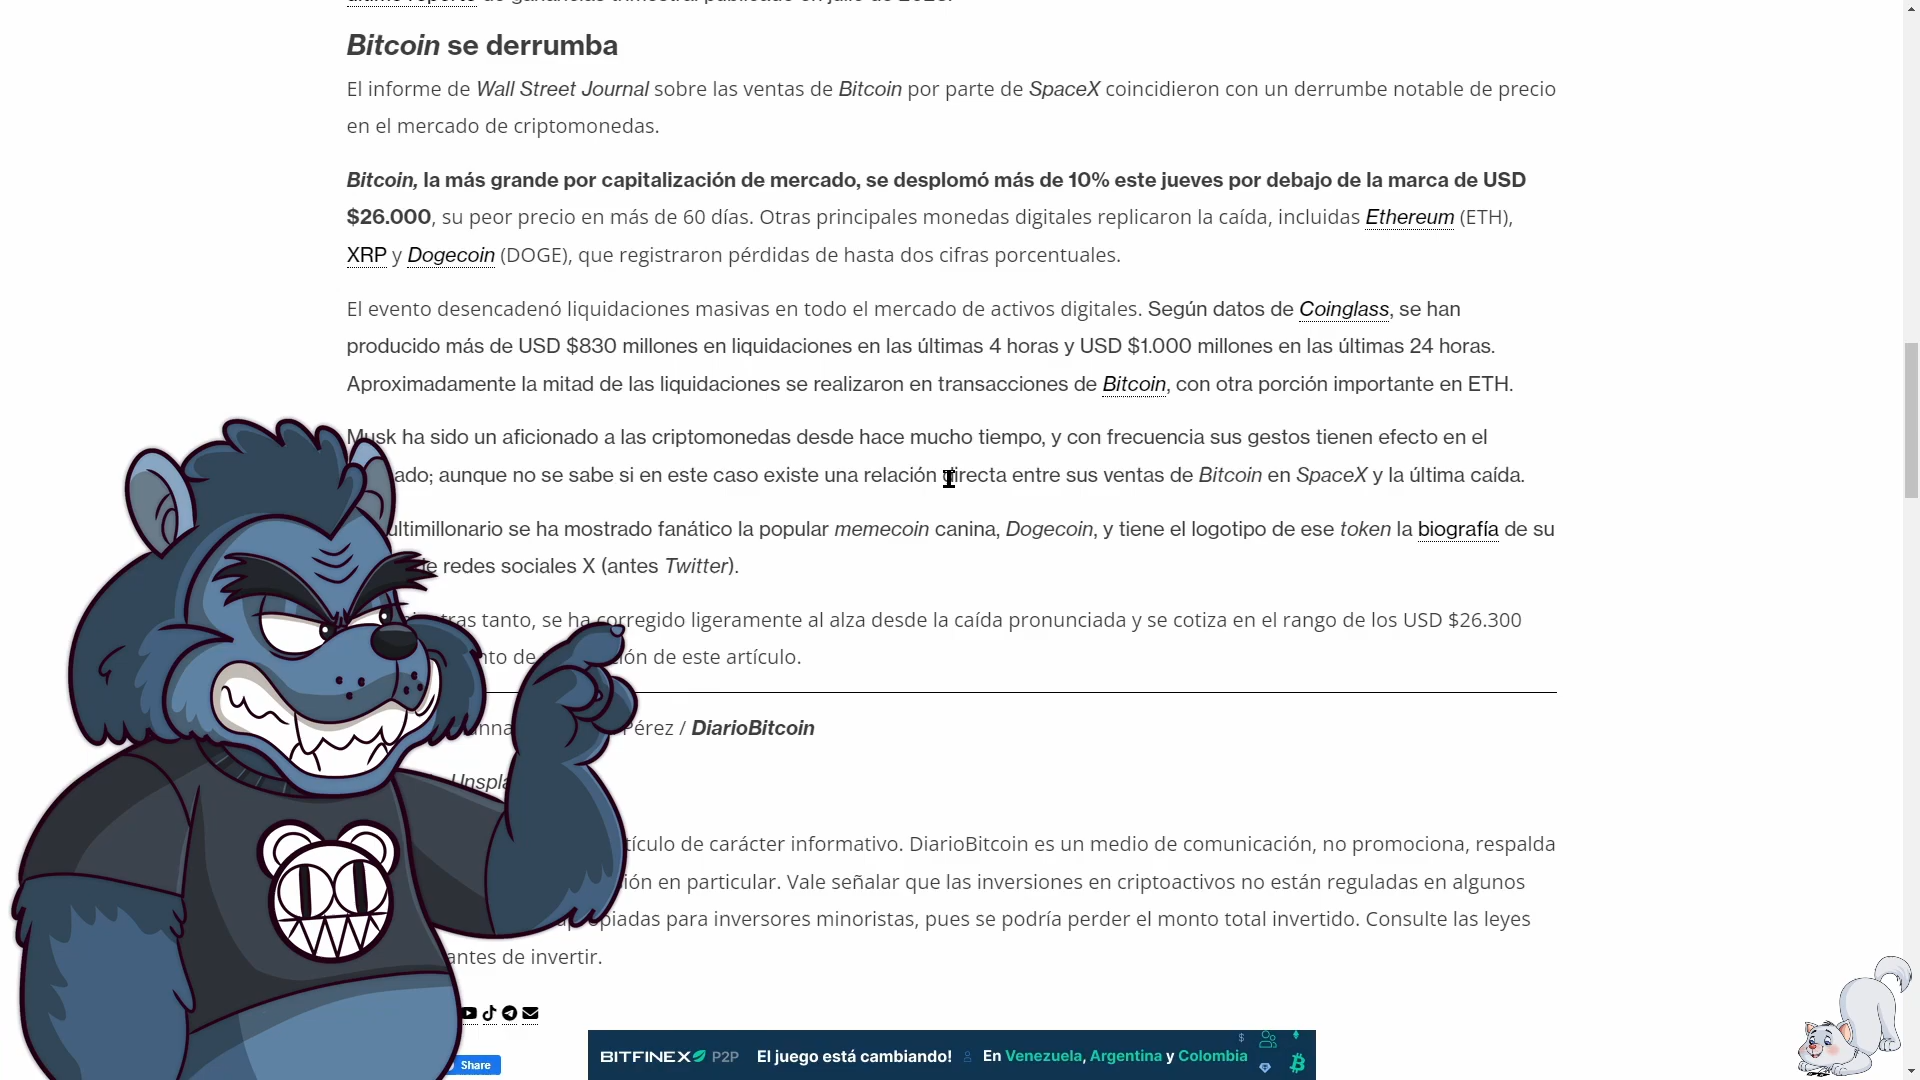 Bitcoin se derrumba
El informe de Wall Street Journal sobre las ventas de Bitcoin por parte de SpaceX coincidieron con un derrumbe notable de precio
en el mercado de criptomonedas.
Bitcoin, la más grande por capitalización de mercado, se desplomó más de 10% este jueves por debajo de la marca de USD
$26.000, su peor precio en más de 60 días. Otras principales monedas digitales replicaron la caída, incluidas Ethereum (ETH),
XRP y Dogecoin (DOGE), que registraron pérdidas de hasta dos cifras porcentuales.
El evento desencadenó liquidaciones masivas en todo el mercado de activos digitales. Según datos de Coinglass, se han
producido más de USD $830 millones en liquidaciones en las últimas 4 horas y USD $1.000 millones en las últimas 24 horas.
Aproximadamente la mitad de las liquidaciones se realizaron en transacciones de Bitcoin, con otra porción importante en ETH.
Musk ha sido un aficionado a las criptomonedas desde hace mucho tiempo, y con frecuencia sus gestos tienen efecto en el
ado; aunque no se sabe si en este caso existe una relación directa entre sus ventas de Bitcoin en SpaceX y la última caída.
ultimillonario se ha mostrado fanático la popular memecoin canina, Dogecoin, y tiene el logotipo de ese token la biografía de su
de redes sociales X (antes Twitter).
tras tanto, se ha corregido ligeramente al alza desde la caída pronunciada y se cotiza en el rango de los USD $26.300
nto de ción de este artículo.
Pérez / DiarioBitcoin
Unspla
tículo de carácter informativo. DiarioBitcoin es un medio de comunicación, no promociona, respalda
ión en particular. Vale señalar que las inversiones en criptoactivos no están reguladas en algunos
opiadas para inversores minoristas, pues se podría perder el monto total invertido. Consulte las leyes
antes de invertir.
Share
BITFINEX P2P El juego está cambiando! En Venezuela, Argentina y Colombia